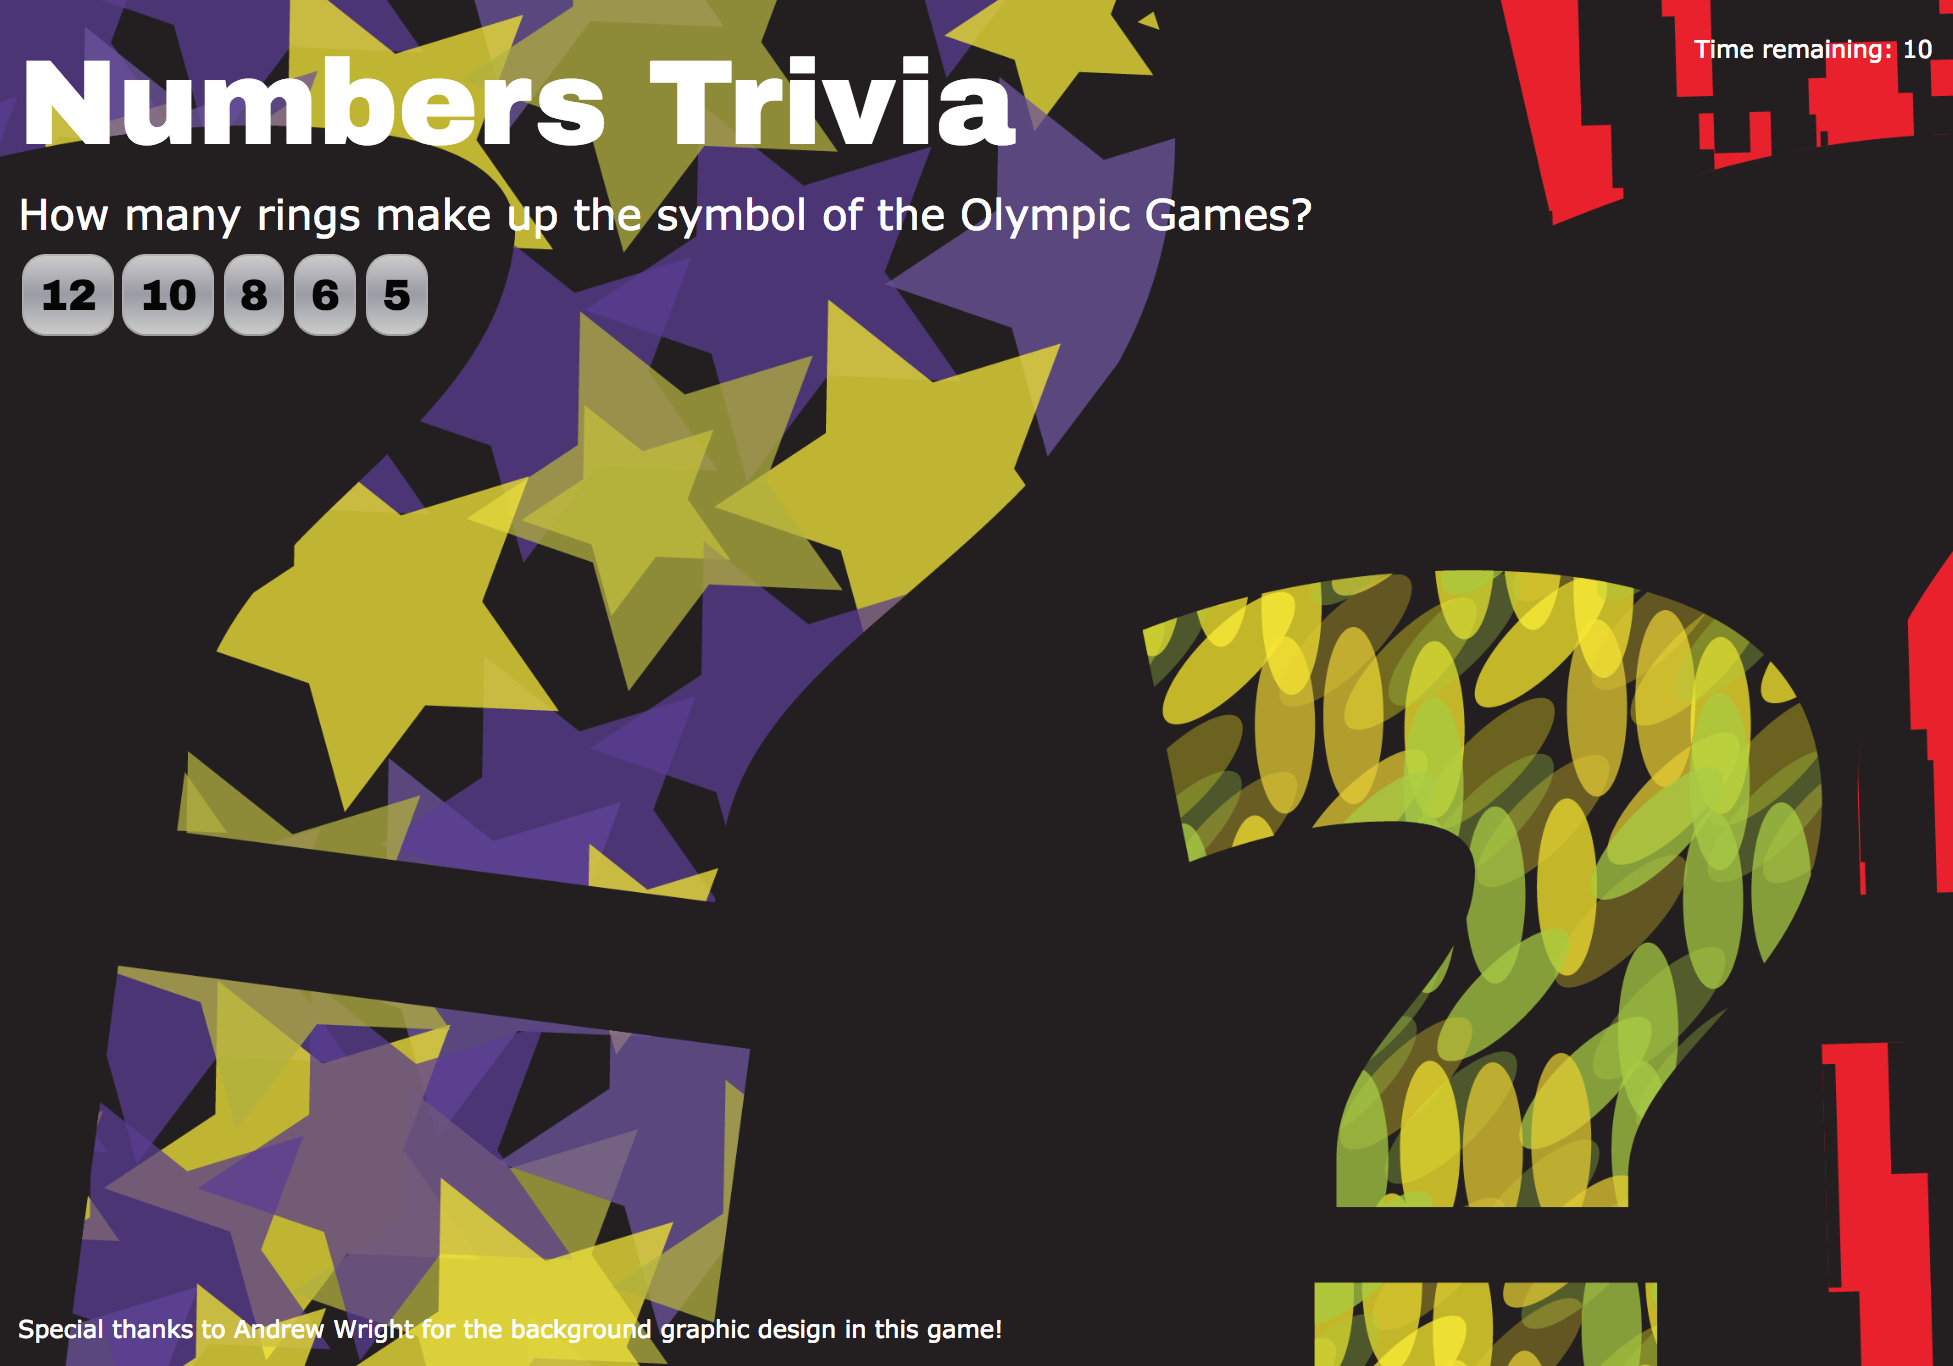 Time remaining: 10
Numbers Trivia
How many rings make up the symbol of the Olympic Games?
12 10 8 6 5
Special thanks to Andrew Wright for the background graphic design in this game!